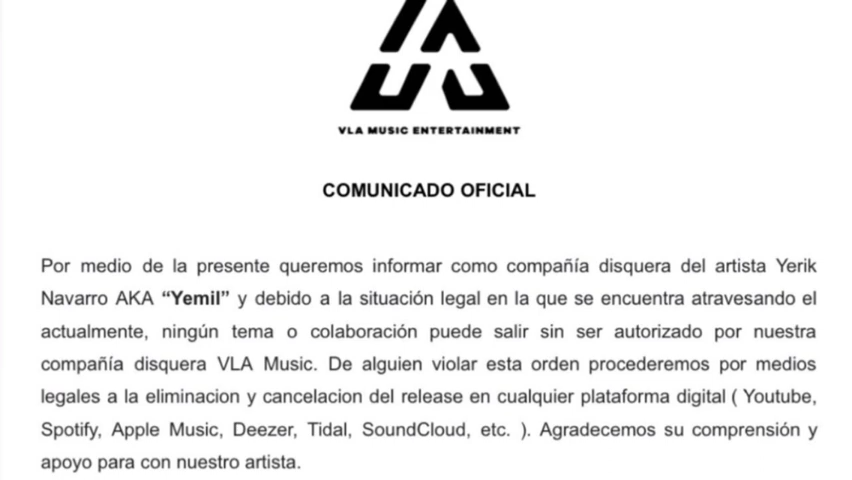 VLA MUSIC ENTERTAINMENT
COMUNICADO OFICIAL
Por medio de la presente queremos informar como compañía disquera del artista Yerik
Navarro AKA “Yemil” y debido a la situación legal en la que se encuentra atravesando el
actualmente, ningún tema o colaboración puede salir sin ser autorizado por nuestra
compañía disquera VLA Music. De alguien violar esta orden procederemos por medios
legales a la eliminacion y cancelacion del release en cualquier plataforma digital ( Youtube,
Spotify, Apple Music, Deezer, Tidal, SoundCloud, etc. ). Agradecemos su comprensión y
apoyo para con nuestro artista.